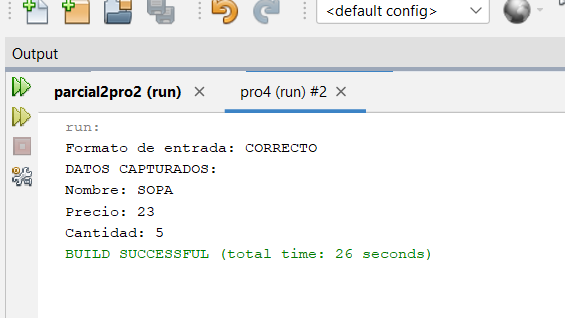 <default config>
Output
parcial2pro2 (run)
pro4 (run) #2
run:
Formato de entrada: CORRECTO
DATOS CAPTURADOS:
Nombre: SOPA
Precio: 23
Cantidad: 5
BUILD SUCCESSFUL (total time: 26 seconds)